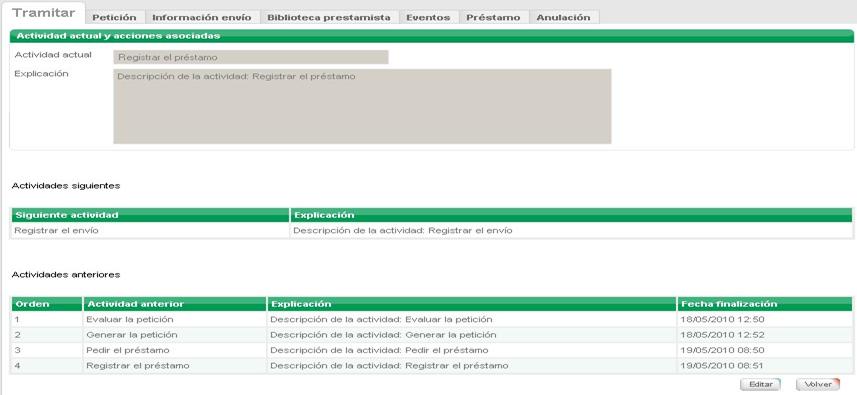 Tramitar Petición Información envío Biblioteca prestamista Eventos Préstamo Anulación
Actividad actual y acciones asociadas
Actividad actual Registrar el préstamo
Explicación Descripción de la actividad: Registrar el préstamo
Actividades siguientes
Siguiente actividad Explicación
Registrar el envío Descripción de la actividad: Registrar el envío
Actividades anteriores
Orden Actividad anterior Explicación Fecha finalización
1 Evaluar la petición Descripción de la actividad: Evaluar la petición 18/05/2010 12:50
2 Generar la petición Descripción de la actividad: Generar la petición 18/05/2010 12:52
3 Pedir el préstamo Descripción de la actividad: Pedir el préstamo 19/05/2010 08:50
4 Registrar el préstamo Descripción de la actividad: Registrar el préstamo 19/05/2010 08:51
Editar Volver